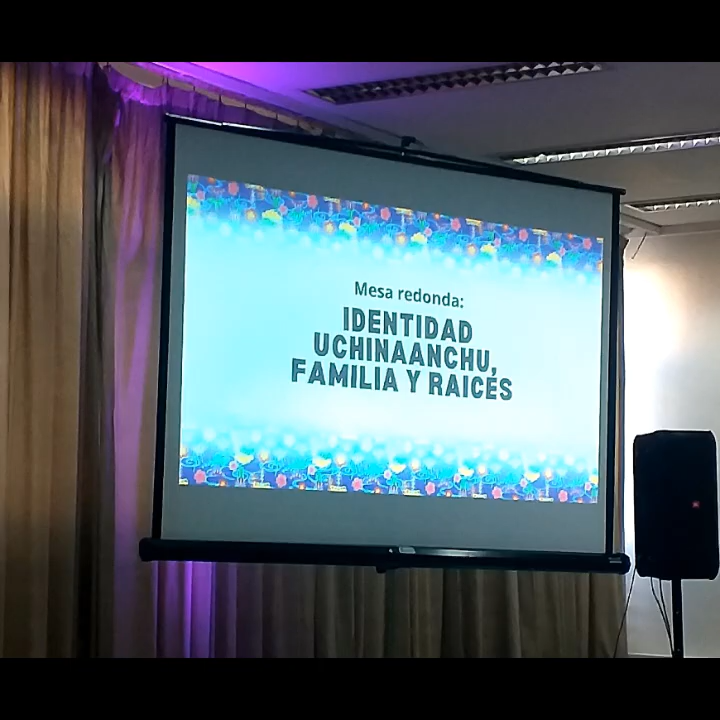 Mesa redonda:
IDENTIDAD
UCHINAANCHU,
FAMILIA Y RAICES